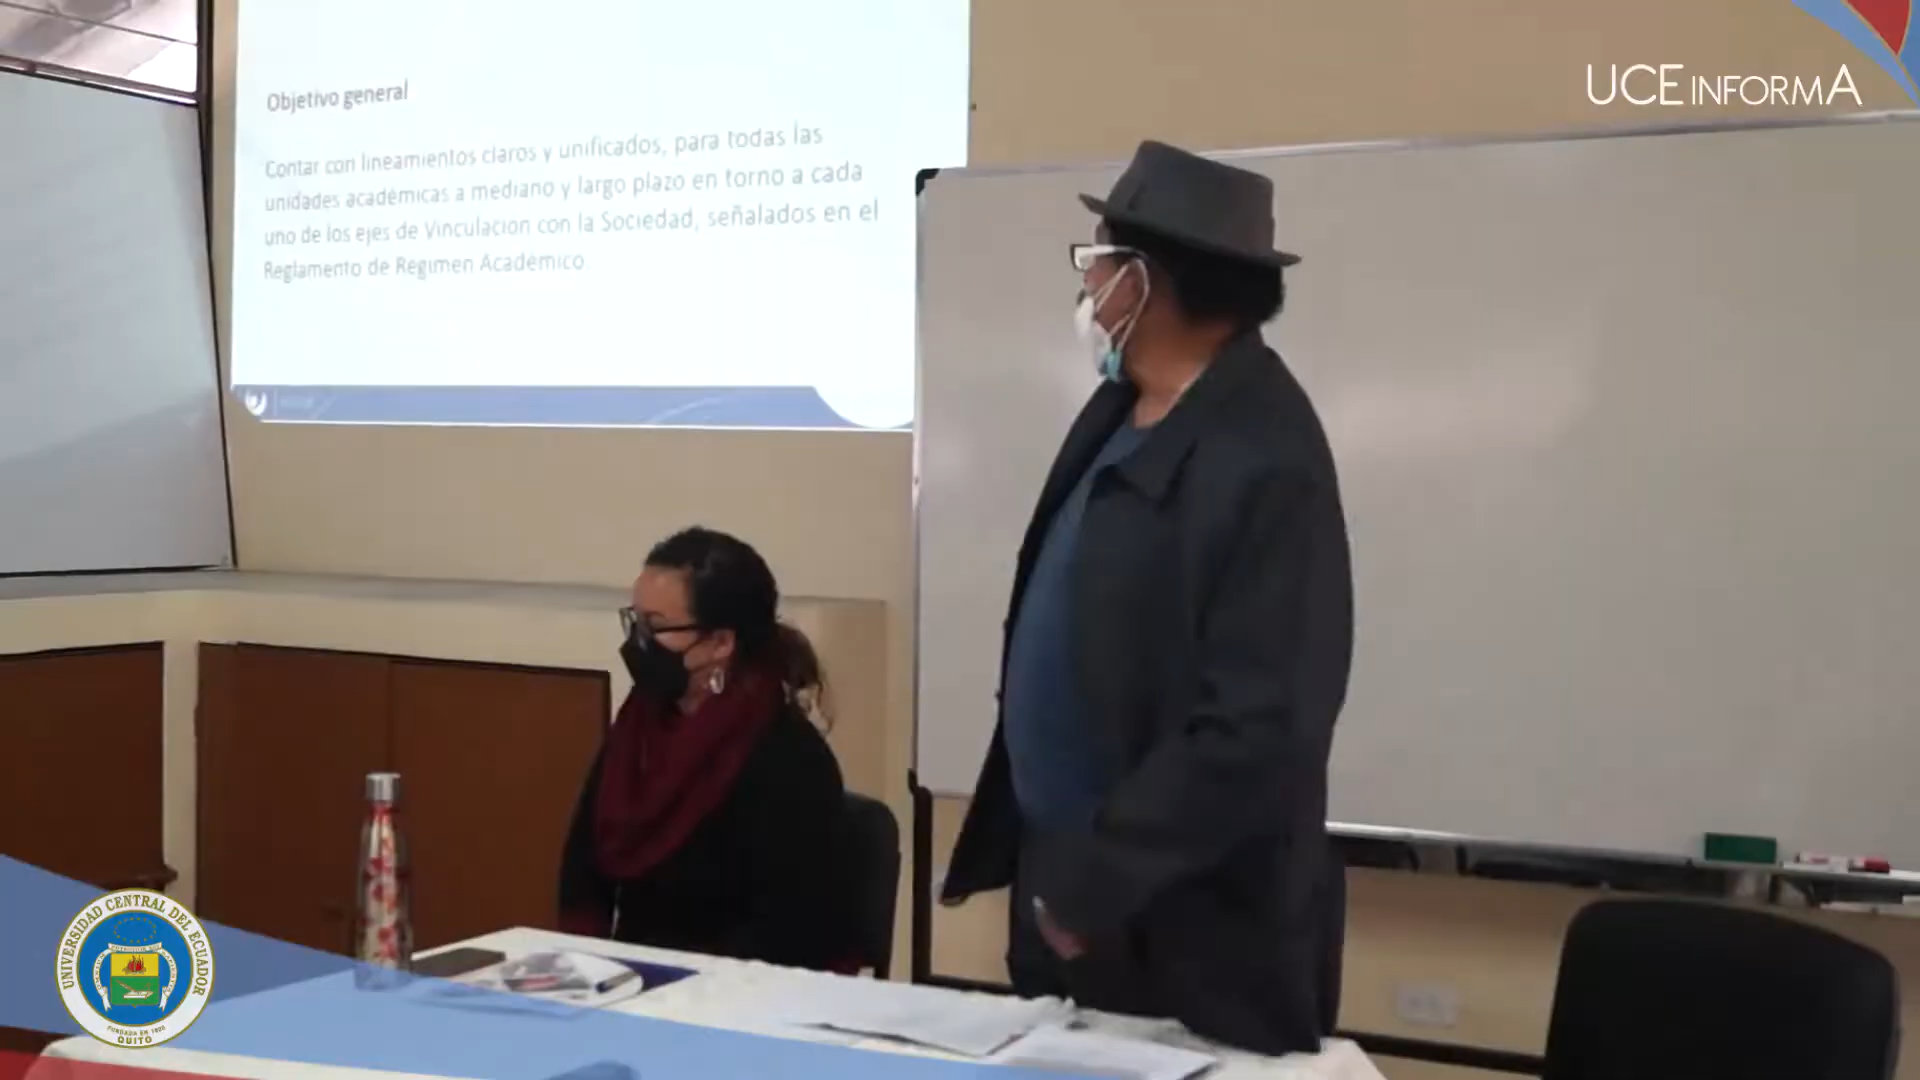 Objetivo general
Contar con lineamientos claros y unificados, para todas las
unidades académicas a mediano y largo plazo en torno a cada
uno de los ejes de Vinculacion con la Sociedad, señalados en el
Reglamento de Regimen Académico
UCE INFORMA
UNIVERSIDAD CENTRAL DEL ECUADOR
QUITO